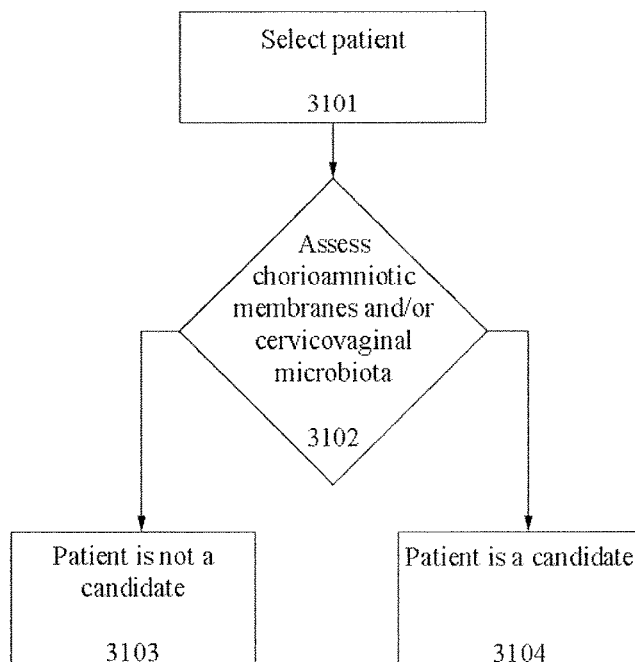 Select patient
3101
Assess
chorioamniotic
membranes and/or
cervicovaginal
microbiota
3102
Patient is not a
candidate
3103
Patient is a candidate
3104